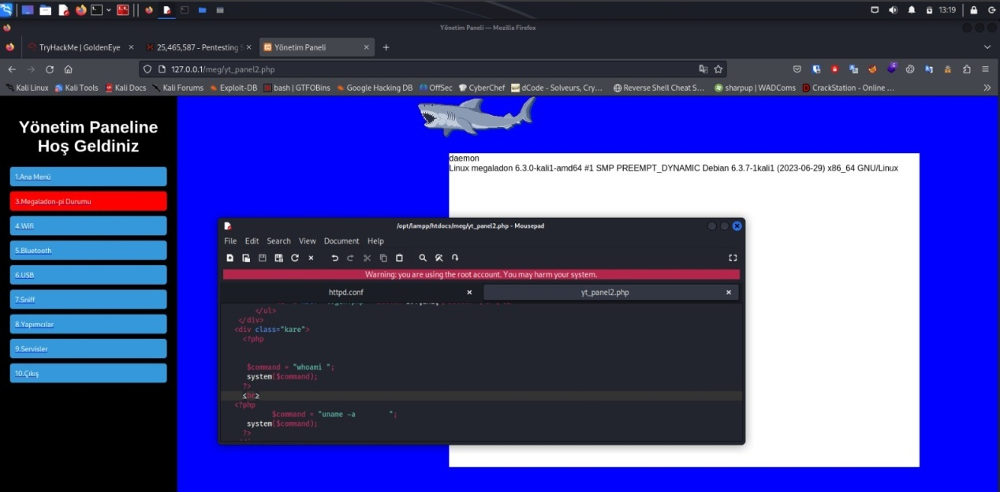 13:19
Yönetim Paneli — Mozilla Firefox
TryHackMe | GoldenEye
25,465,587 - Pentesting S
Yönetim Paneli
127.0.0.1/meg/yt_panel2.php
Kali Linux
Kali Tools
Kali Docs
Kali Forums
Exploit-DB
bash | GTFOBins
Google Hacking DB
OffSec
CyberChef
dCode - Solveurs, Cry...
Reverse Shell Cheat S...
sharpup | WADComs
CrackStation - Online ...
Yönetim Paneline
Hoş Geldiniz
1.Ana Menü
3.Megaladon-pi Durumu
4.Wifi
5.Bluetooth
6.USB
7.Sniff
8.Yapımcılar
9.Servisler
10.Çıkış
daemon
Linux megaladon 6.3.0-kali1-amd64 #1 SMP PREEMPT_DYNAMIC Debian 6.3.7-1kali1 (2023-06-29) x86_64 GNU/Linux
/opt/lampp/htdocs/meg/yt_panel2.php - Mousepad
File Edit Search View Document Help
Warning: you are using the root account. You may harm your system.
httpd.conf
yt_panel2.php
</ul>
</div>
<div class="kare">
<?php
$command = "whoami ";
system($command);
?>
<br>
<?php
$command = "uname -a ";
system($command);
?>